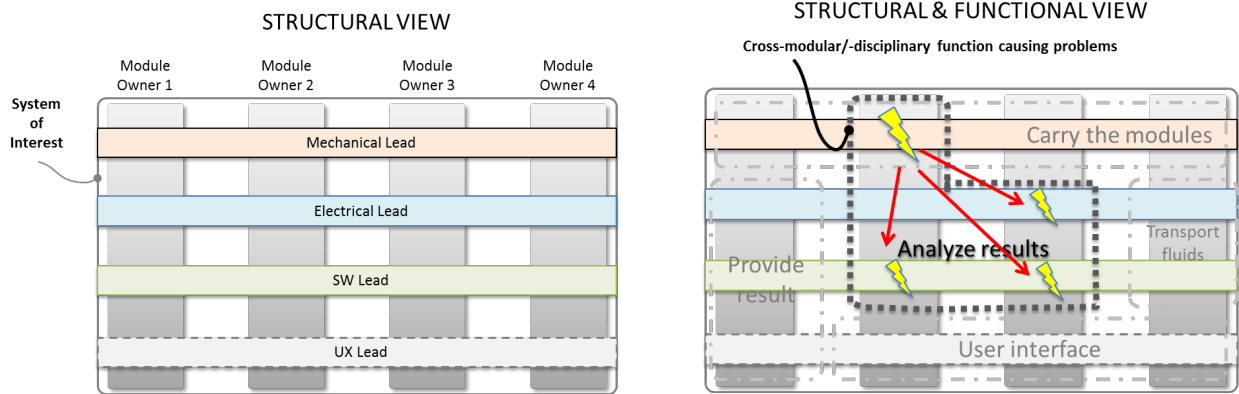 STRUCTURAL VIEW
Module
Owner 1
Module
Owner 2
Module
Owner 3
Module
Owner 4
System
of
Interest
Mechanical Lead
Electrical Lead
SW Lead
UX Lead
STRUCTURAL & FUNCTIONAL VIEW
Cross-modular/-disciplinary function causing problems
Carry the modules
Analyze results
Transport
fluids
Provide
result
User interface